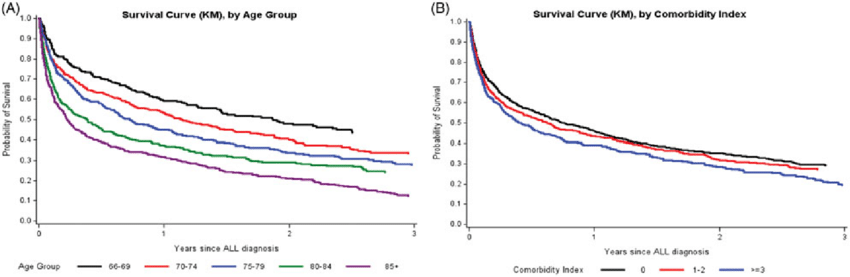 (A)
Survival Curve (KM), by Age Group
Probability of Survival
1.0
0.9
0.8
0.7
0.6
0.5
0.4
0.3
0.2
0.1
0.0
0 1 2 3
Years since ALL diagnosis
Age Group 66-69 70-74 75-79 80-84 85+
(B)
Survival Curve (KM), by Comorbidity Index
Probability of Survival
1.0
0.9
0.8
0.7
0.6
0.5
0.4
0.3
0.2
0.1
0.0
0 1 2 3
Years since ALL diagnosis
Comorbidity Index 0 1-2 >=3